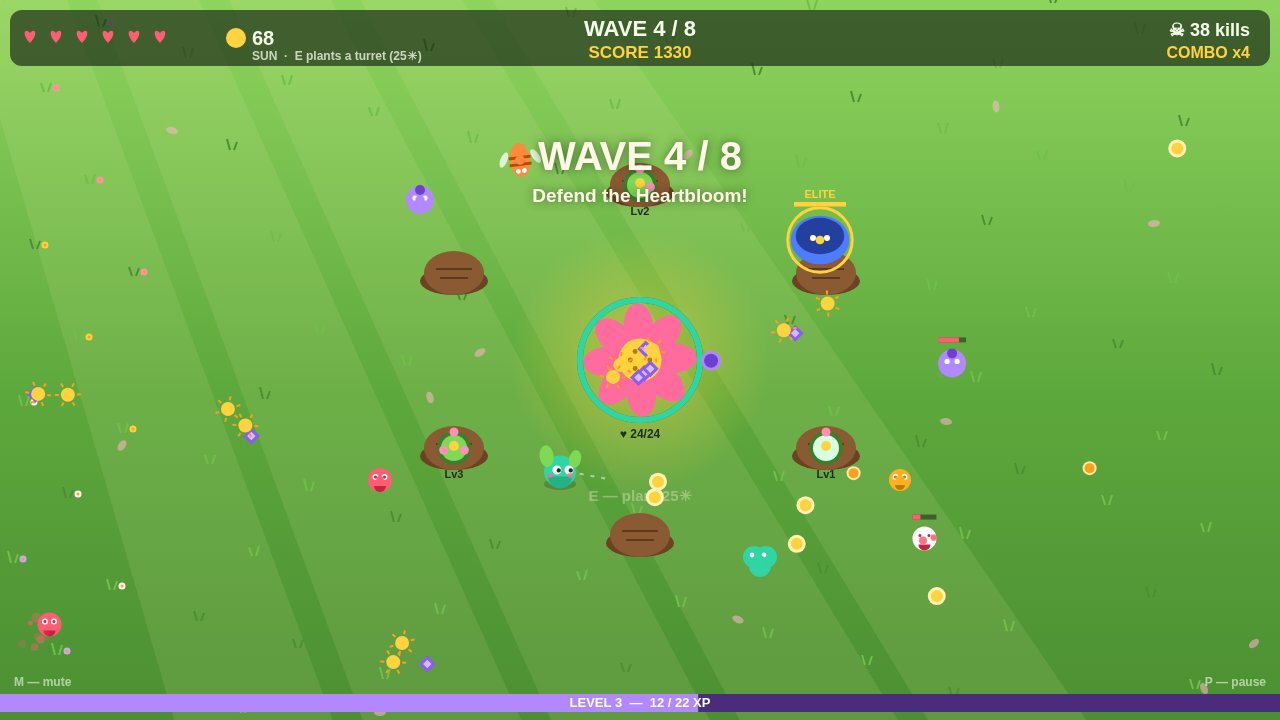 68
SUN · E plants a turret (25☀)
WAVE 4 / 8
SCORE 1330
☠ 38 kills
COMBO x4
WAVE 4 / 8
Defend the Heartbloom!
Lv2
ELITE
♥ 24/24
Lv3
Lv1
E — plant 25☀
M — mute
P — pause
LEVEL 3 — 12 / 22 XP